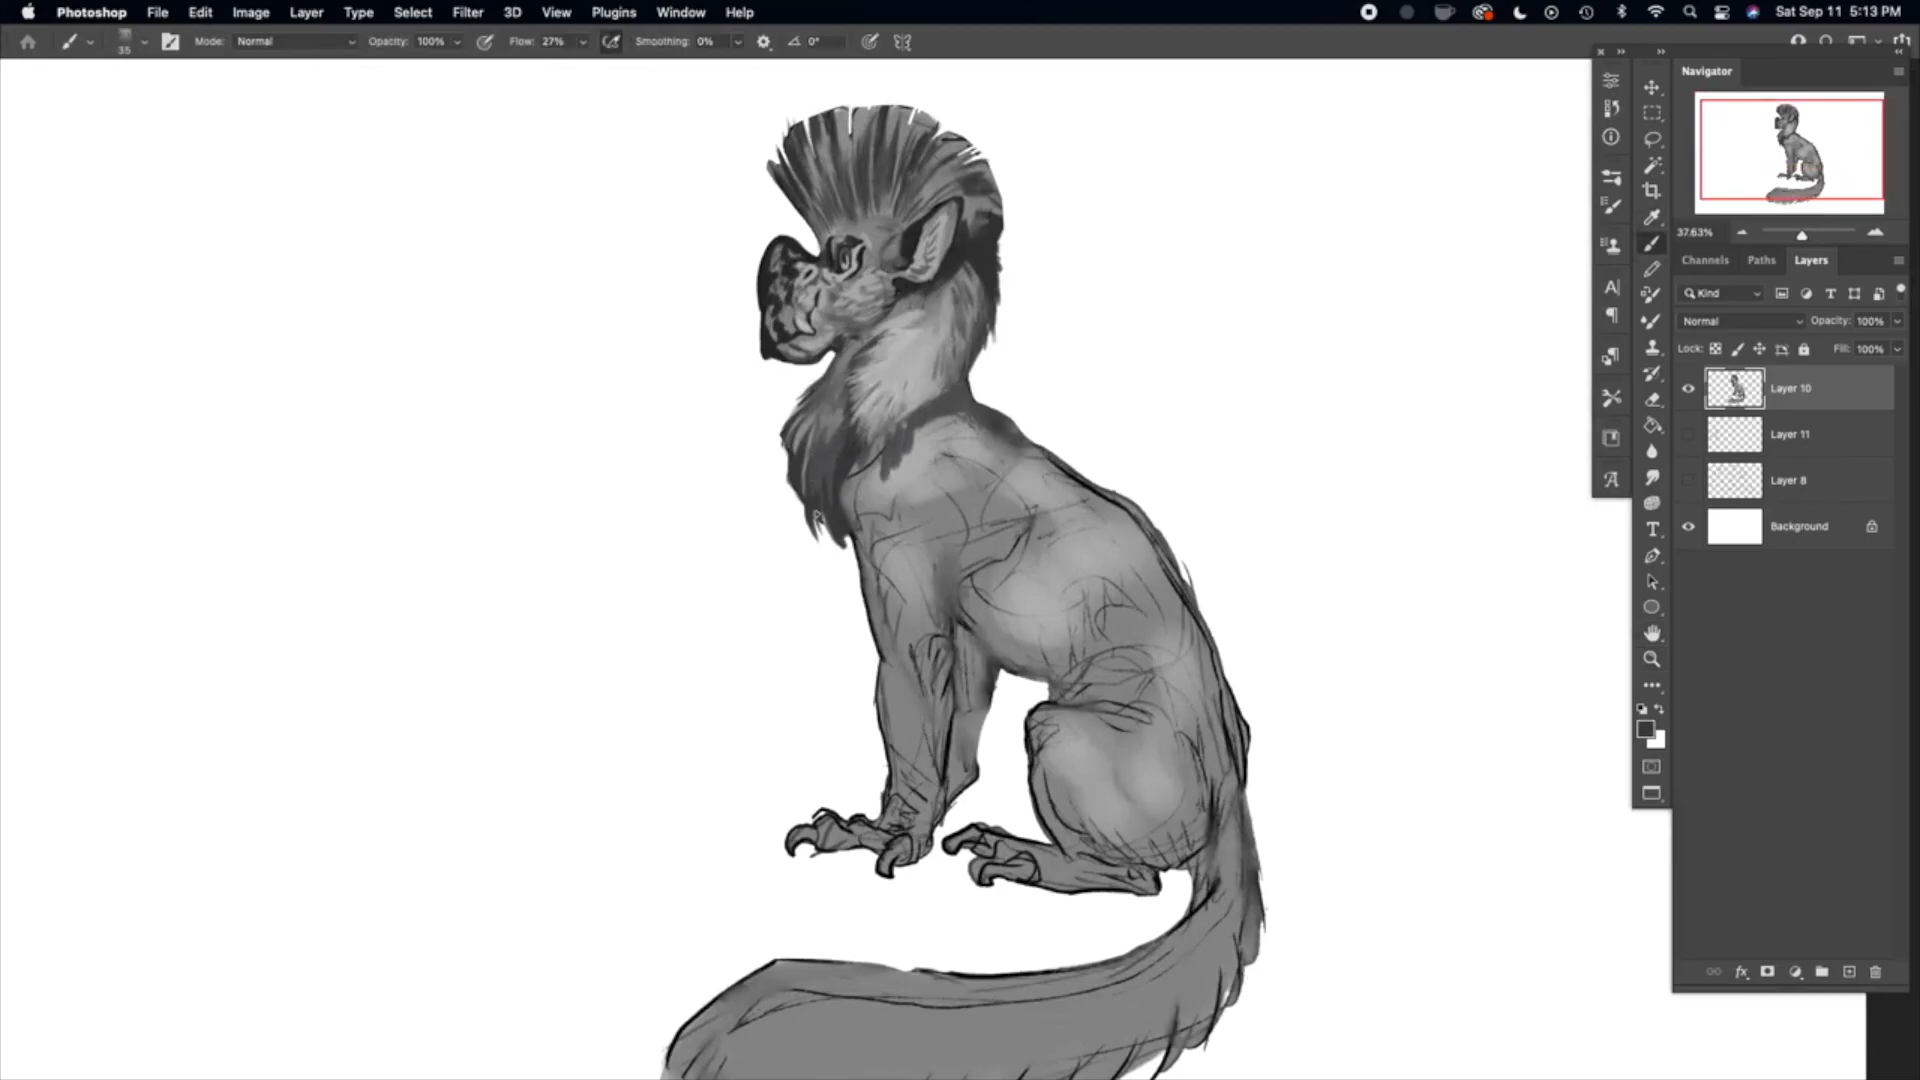 Photoshop File Edit Image Layer Type Select Filter 3D View Plugins Window Help Sat Sep 11 5:13 PM
35 Mode: Normal Opacity: 100% Flow: 27% Smoothing: 0% 0°
Navigator
37.63%
Channels Paths Layers
Kind
Normal Opacity: 100%
Lock: Fill: 100%
Layer 10
Layer 11
Layer 8
Background